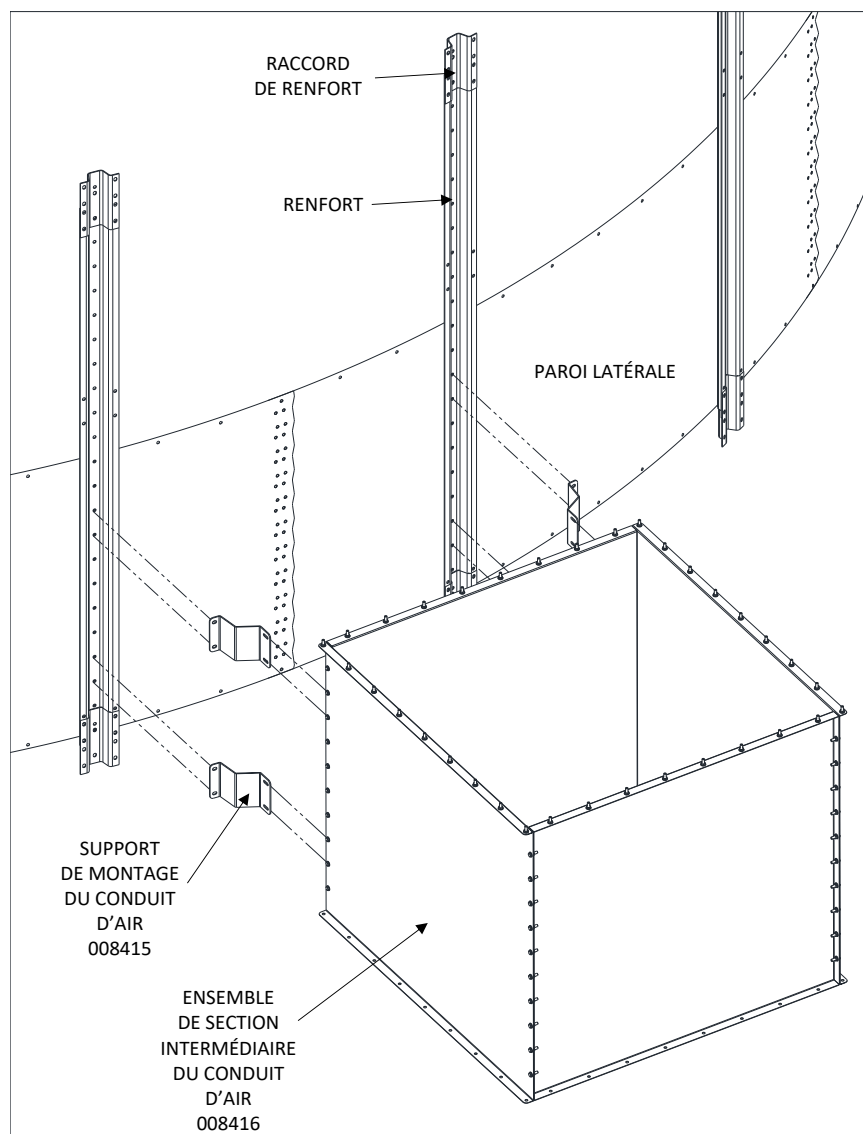 RACCORD
DE RENFORT
RENFORT
PAROI LATÉRALE
SUPPORT
DE MONTAGE
DU CONDUIT
D’AIR
008415
ENSEMBLE
DE SECTION
INTERMÉDIAIRE
DU CONDUIT
D’AIR
008416